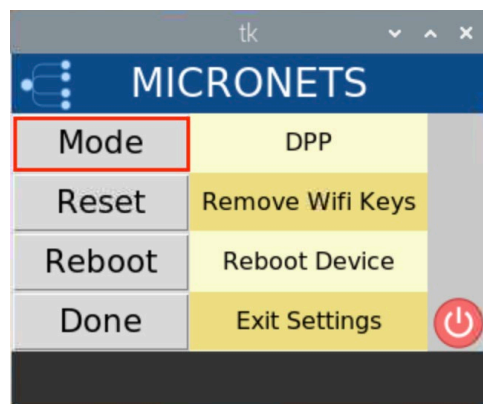 tk
MICRONETS
Mode DPP
Reset Remove Wifi Keys
Reboot Reboot Device
Done Exit Settings